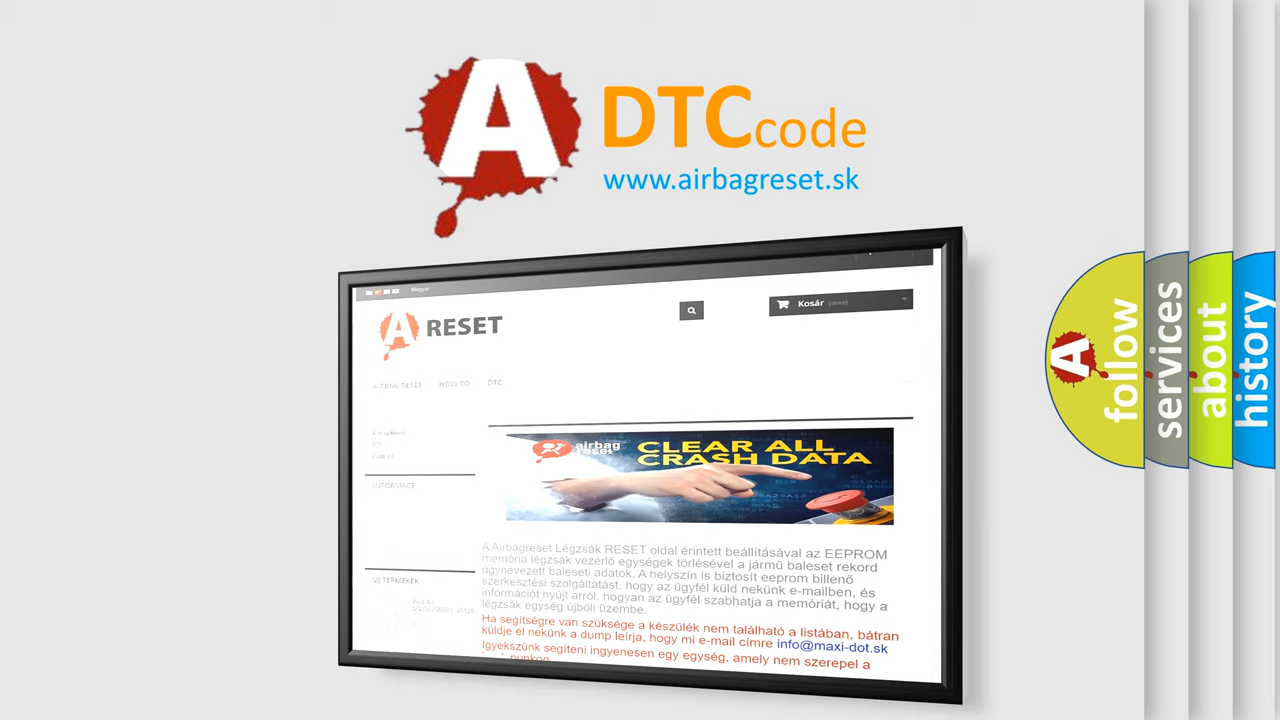 A DTCcode
www.airbagreset.sk
Magyar
A RESET
Kosár (üres)
AIRBAG RESET HOW TO DTC
INFORMACE
airbag
reset
CLEAR ALL
CRASH DATA
A Airbagreset Légzsák RESET oldal érintett beállításával az EEPROM
memória légzsák vezérlő egységek törlésével a jármű baleset rekord
úgynevezett baleseti adatok. A helyszín is biztosít eeprom billenő
szerkesztési szolgáltatást, hogy az ügyfél küld nekünk e-mailben, és
információt nyújt arról, hogyan az ügyfél szabhatja a memóriát, hogy a
légzsák egység újbóli üzembe.
Ha segítségre van szüksége a készülék nem található a listában, bátran
küldje el nekünk a dump leírja, hogy mi e-mail címre info@maxi-dot.sk
Igyekszünk segíteni ingyenesen egy egység, amely nem szerepel a
ÚJ TERMÉKEK
A follow
services
about
history